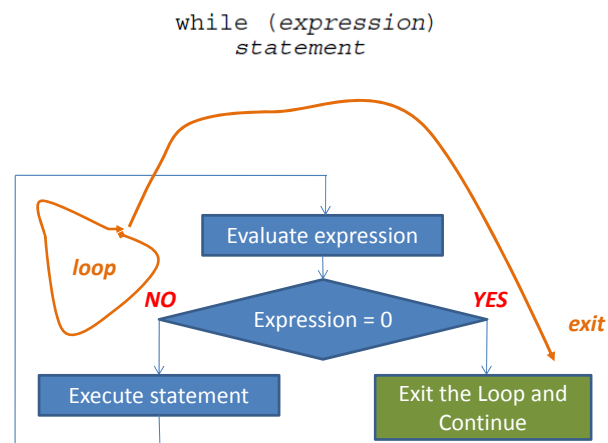 while (expression)
statement
Evaluate expression
loop
NO
YES
Expression = 0
exit
Execute statement
Exit the Loop and
Continue